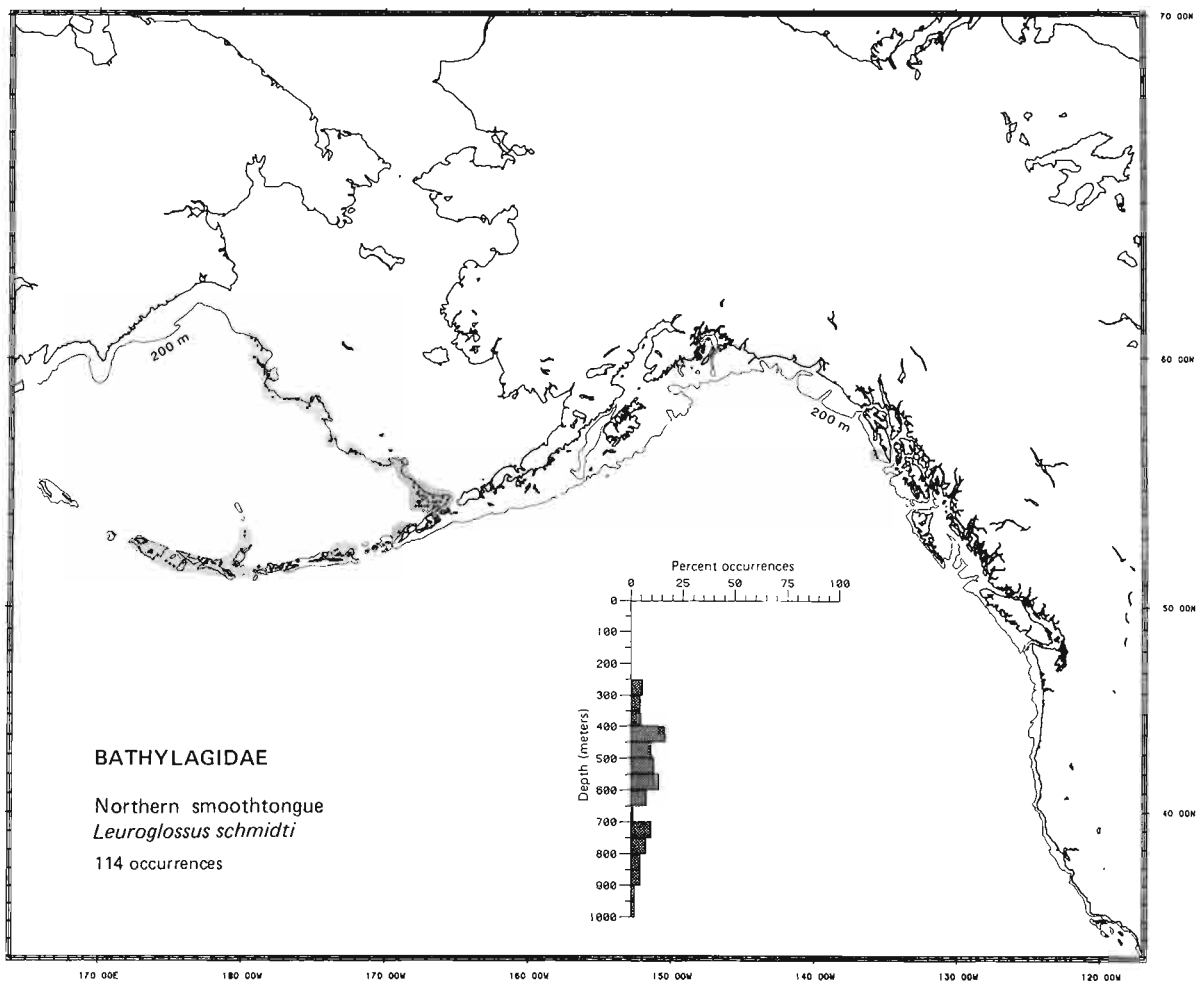 70 00N
200 m
60 00N
200 m
Percent occurrences
0 25 50 75 100
50 00N
0
100
200
300
400
500
600
700
800
900
1000
Depth (meters)
BATHYLAGIDAE
Northern smoothtongue
Leuroglossus schmidti
114 occurrences
40 00N
170 00E 180 00W 170 00W 160 00W 150 00W 140 00W 130 00W 120 00W